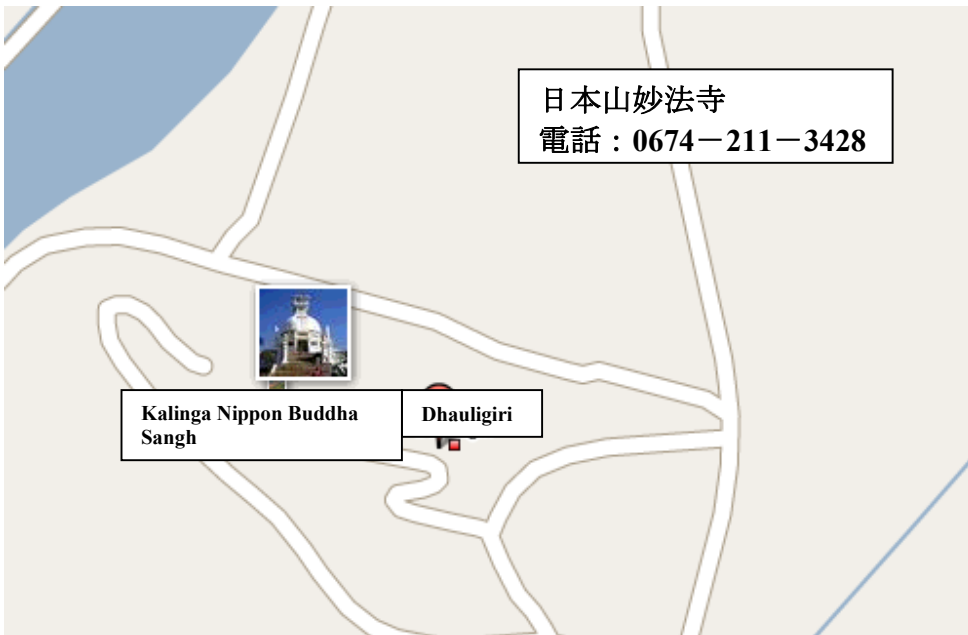 日本山妙法寺
電話：0674－211－3428
Kalinga Nippon Buddha
Sangh
Dhauligiri